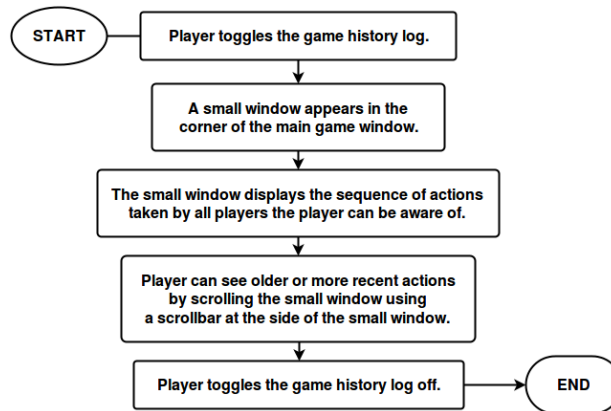 START
Player toggles the game history log.
A small window appears in the
corner of the main game window.
The small window displays the sequence of actions
taken by all players the player can be aware of.
Player can see older or more recent actions
by scrolling the small window using
a scrollbar at the side of the small window.
Player toggles the game history log off.
END